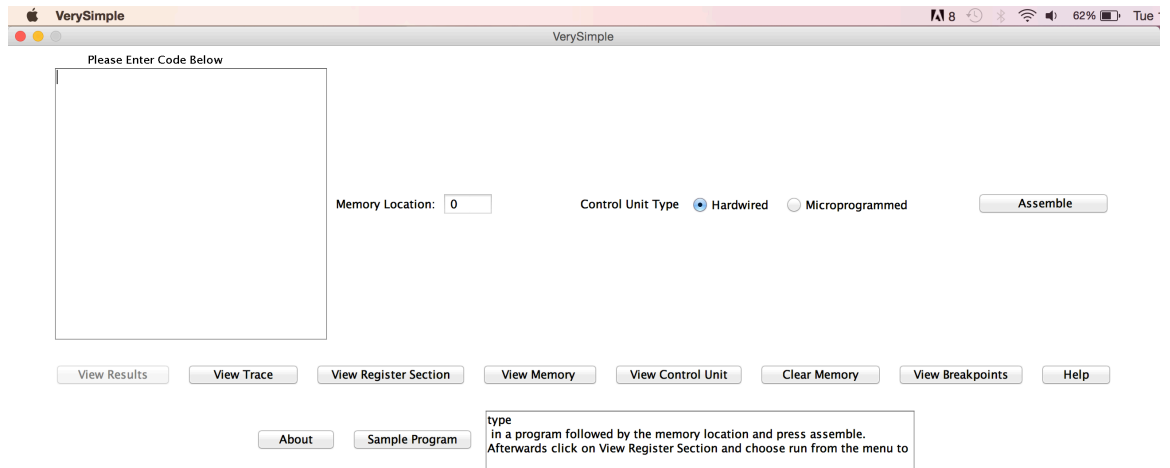 VerySimple 8 62% Tue
VerySimple
Please Enter Code Below
Memory Location: 0 Control Unit Type Hardwired Microprogrammed Assemble
View Results View Trace View Register Section View Memory View Control Unit Clear Memory View Breakpoints Help
About Sample Program
type
in a program followed by the memory location and press assemble.
Afterwards click on View Register Section and choose run from the menu to